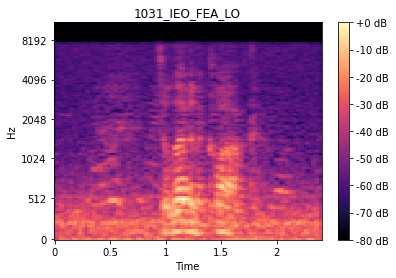 1031_IEO_FEA_LO
+0 dB
8192
-10 dB
4096
-20 dB
-30 dB
2048
Hz
-40 dB
1024
-50 dB
-60 dB
512
-70 dB
0
-80 dB
0 0.5 1 1.5 2
Time